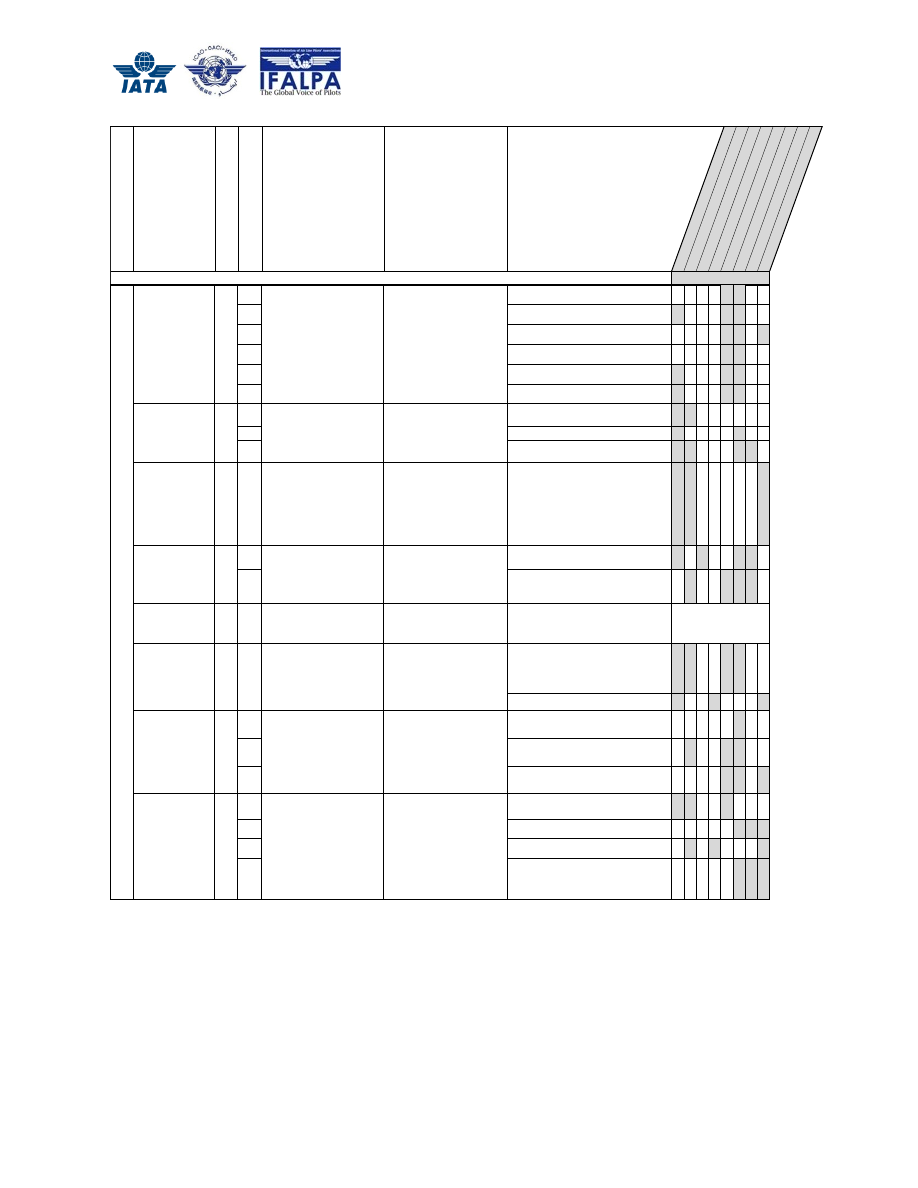 IATA
ICAO · OACI · ИКАО
International Federation of Air Line Pilots' Associations
IFALPA
The Global Voice of Pilots